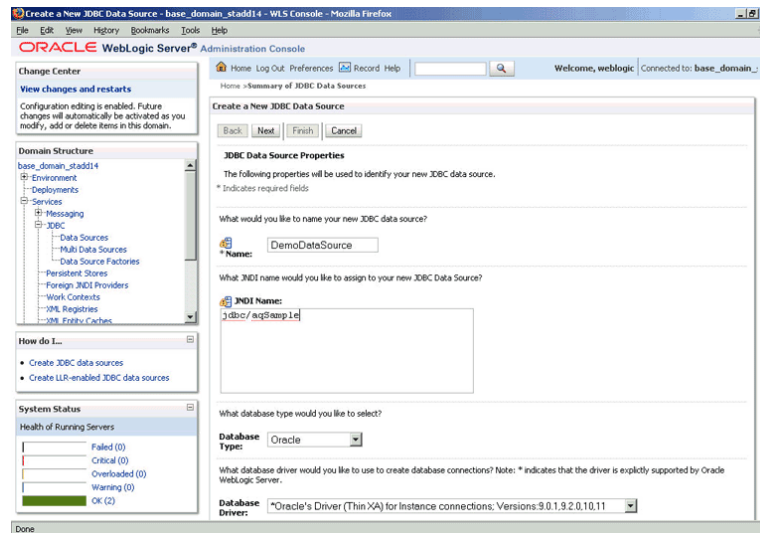 Create a New JDBC Data Source - base_domain_stadd14 - WLS Console - Mozilla Firefox
File Edit View History Bookmarks Tools Help
ORACLE WebLogic Server® Administration Console
Change Center
View changes and restarts
Configuration editing is enabled. Future
changes will automatically be activated as you
modify, add or delete items in this domain.
Domain Structure
base_domain_stadd14
Environment
Deployments
Services
Messaging
JDBC
Data Sources
Multi Data Sources
Data Source Factories
Persistent Stores
Foreign JNDI Providers
Work Contexts
XML Registries
XML Entity Caches
How do I...
Create JDBC data sources
Create LLR-enabled JDBC data sources
System Status
Health of Running Servers
Failed (0)
Critical (0)
Overloaded (0)
Warning (0)
OK (2)
Home Log Out Preferences Record Help
Welcome, weblogic Connected to: base_domain_
Home >Summary of JDBC Data Sources
Create a New JDBC Data Source
Back Next Finish Cancel
JDBC Data Source Properties
The following properties will be used to identify your new JDBC data source.
* Indicates required fields
What would you like to name your new JDBC data source?
* Name: DemoDataSource
What JNDI name would you like to assign to your new JDBC Data Source?
JNDI Name:
jdbc/aqSample
What database type would you like to select?
Database Type: Oracle
What database driver would you like to use to create database connections? Note: * indicates that the driver is explicitly supported by Oracle
WebLogic Server.
Database Driver: *Oracle's Driver (Thin XA) for Instance connections; Versions:9.0.1,9.2.0,10,11
Done